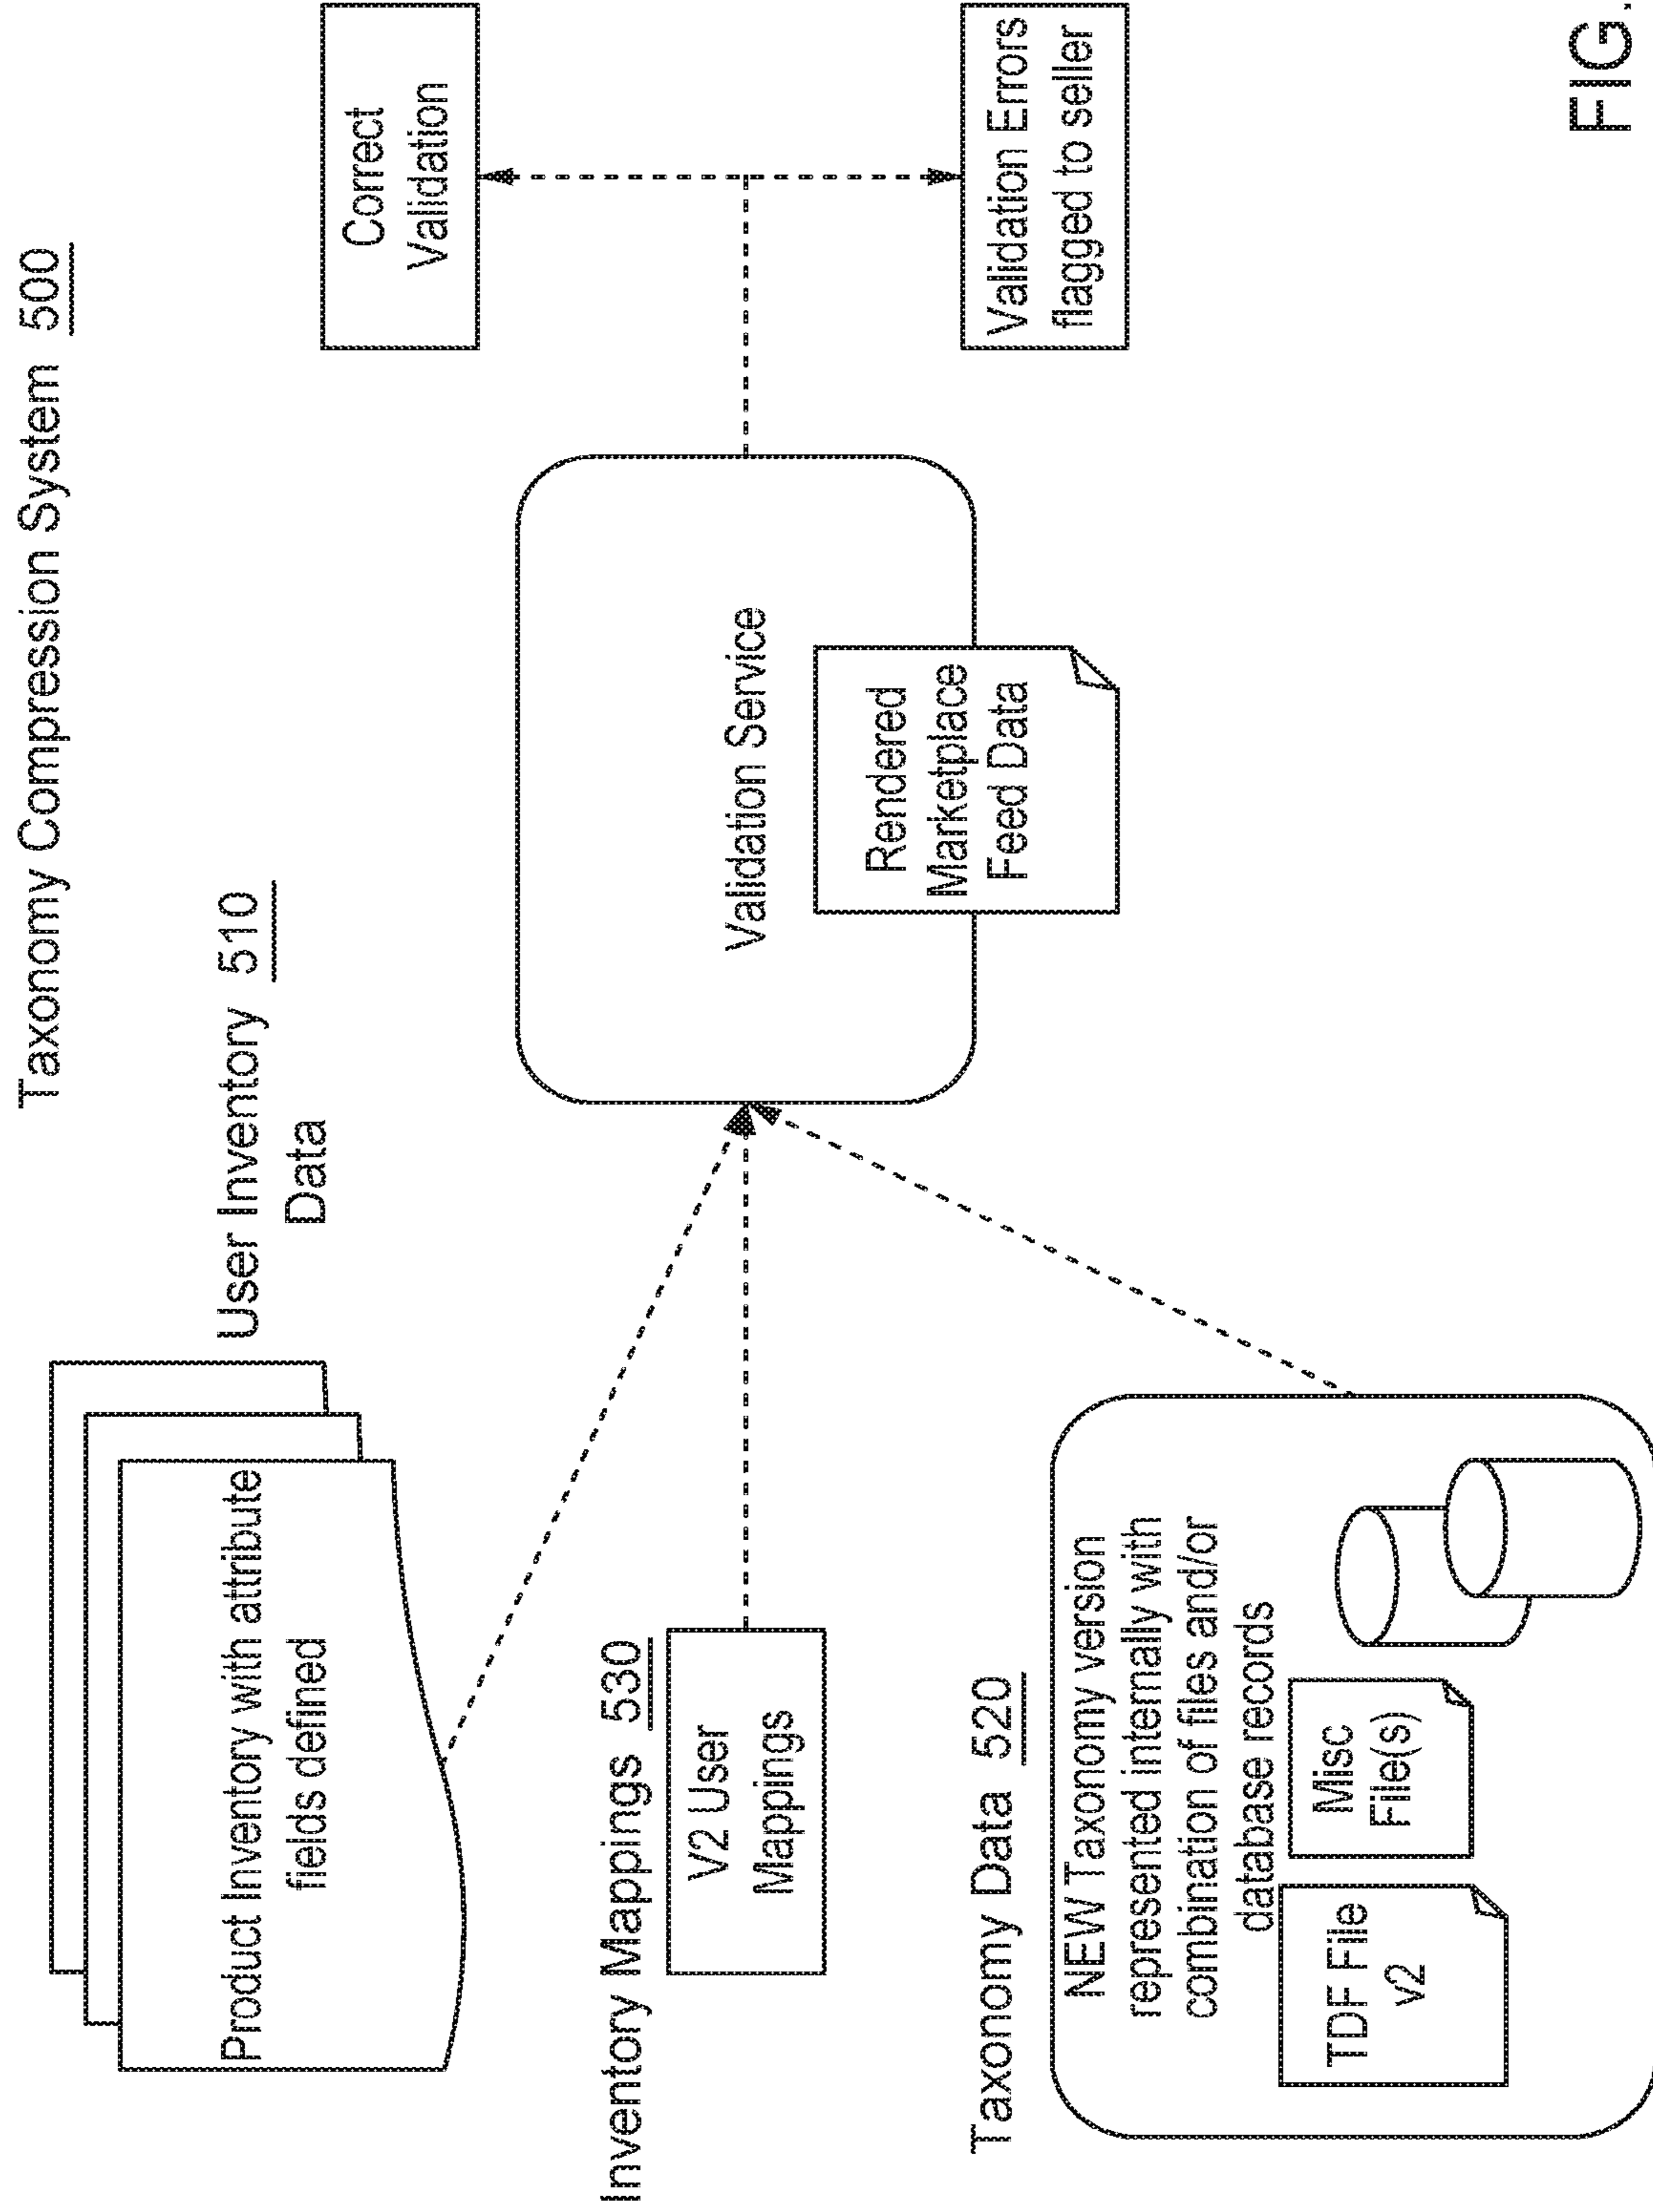 Taxonomy Compression System 500
User Inventory 510
Data
Product Inventory with attribute
fields defined
Inventory Mappings 530
V2 User
Mappings
Taxonomy Data 520
NEW Taxonomy version
represented internally with
combination of files and/or
database records
TDF File
v2
Misc
File(s)
Validation Service
Rendered
Marketplace
Feed Data
Correct
Validation
Validation Errors
flagged to seller
FIG.